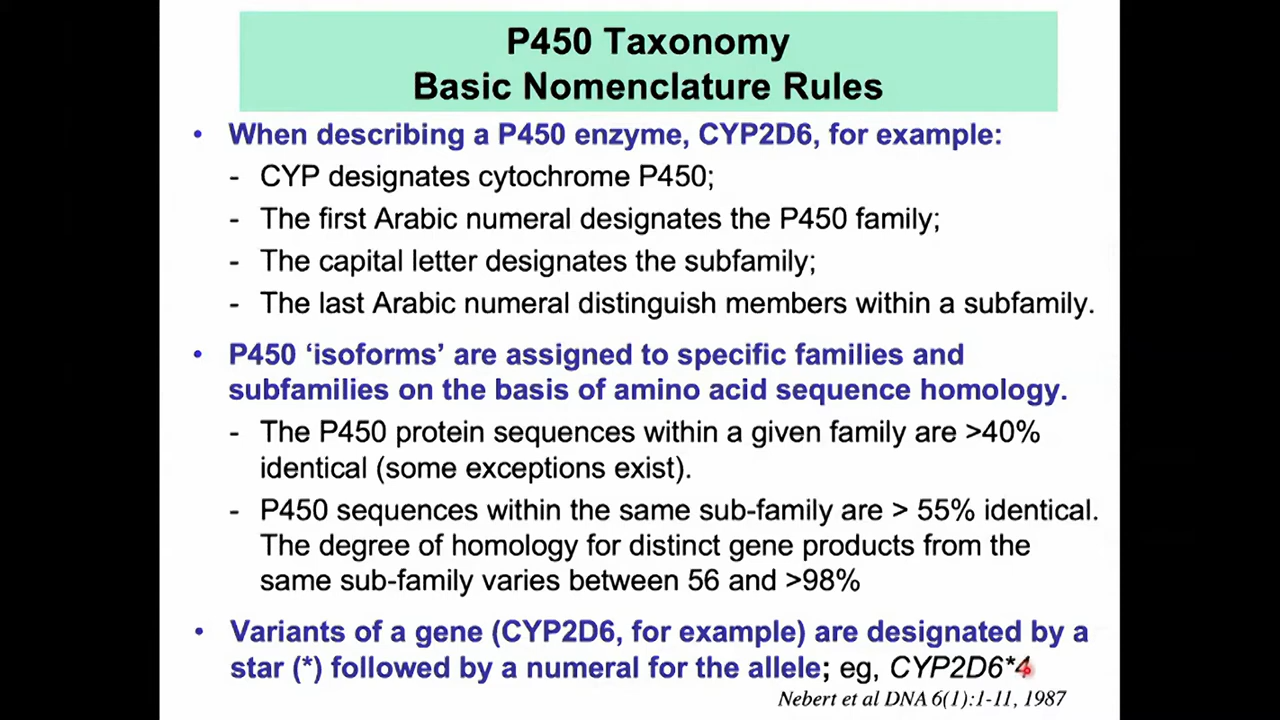 P450 Taxonomy
Basic Nomenclature Rules
• When describing a P450 enzyme, CYP2D6, for example:
- CYP designates cytochrome P450;
- The first Arabic numeral designates the P450 family;
- The capital letter designates the subfamily;
- The last Arabic numeral distinguish members within a subfamily.
• P450 ‘isoforms’ are assigned to specific families and
subfamilies on the basis of amino acid sequence homology.
- The P450 protein sequences within a given family are >40%
identical (some exceptions exist).
- P450 sequences within the same sub-family are > 55% identical.
The degree of homology for distinct gene products from the
same sub-family varies between 56 and >98%
• Variants of a gene (CYP2D6, for example) are designated by a
star (*) followed by a numeral for the allele; eg, CYP2D6*4
Nebert et al DNA 6(1):1-11, 1987